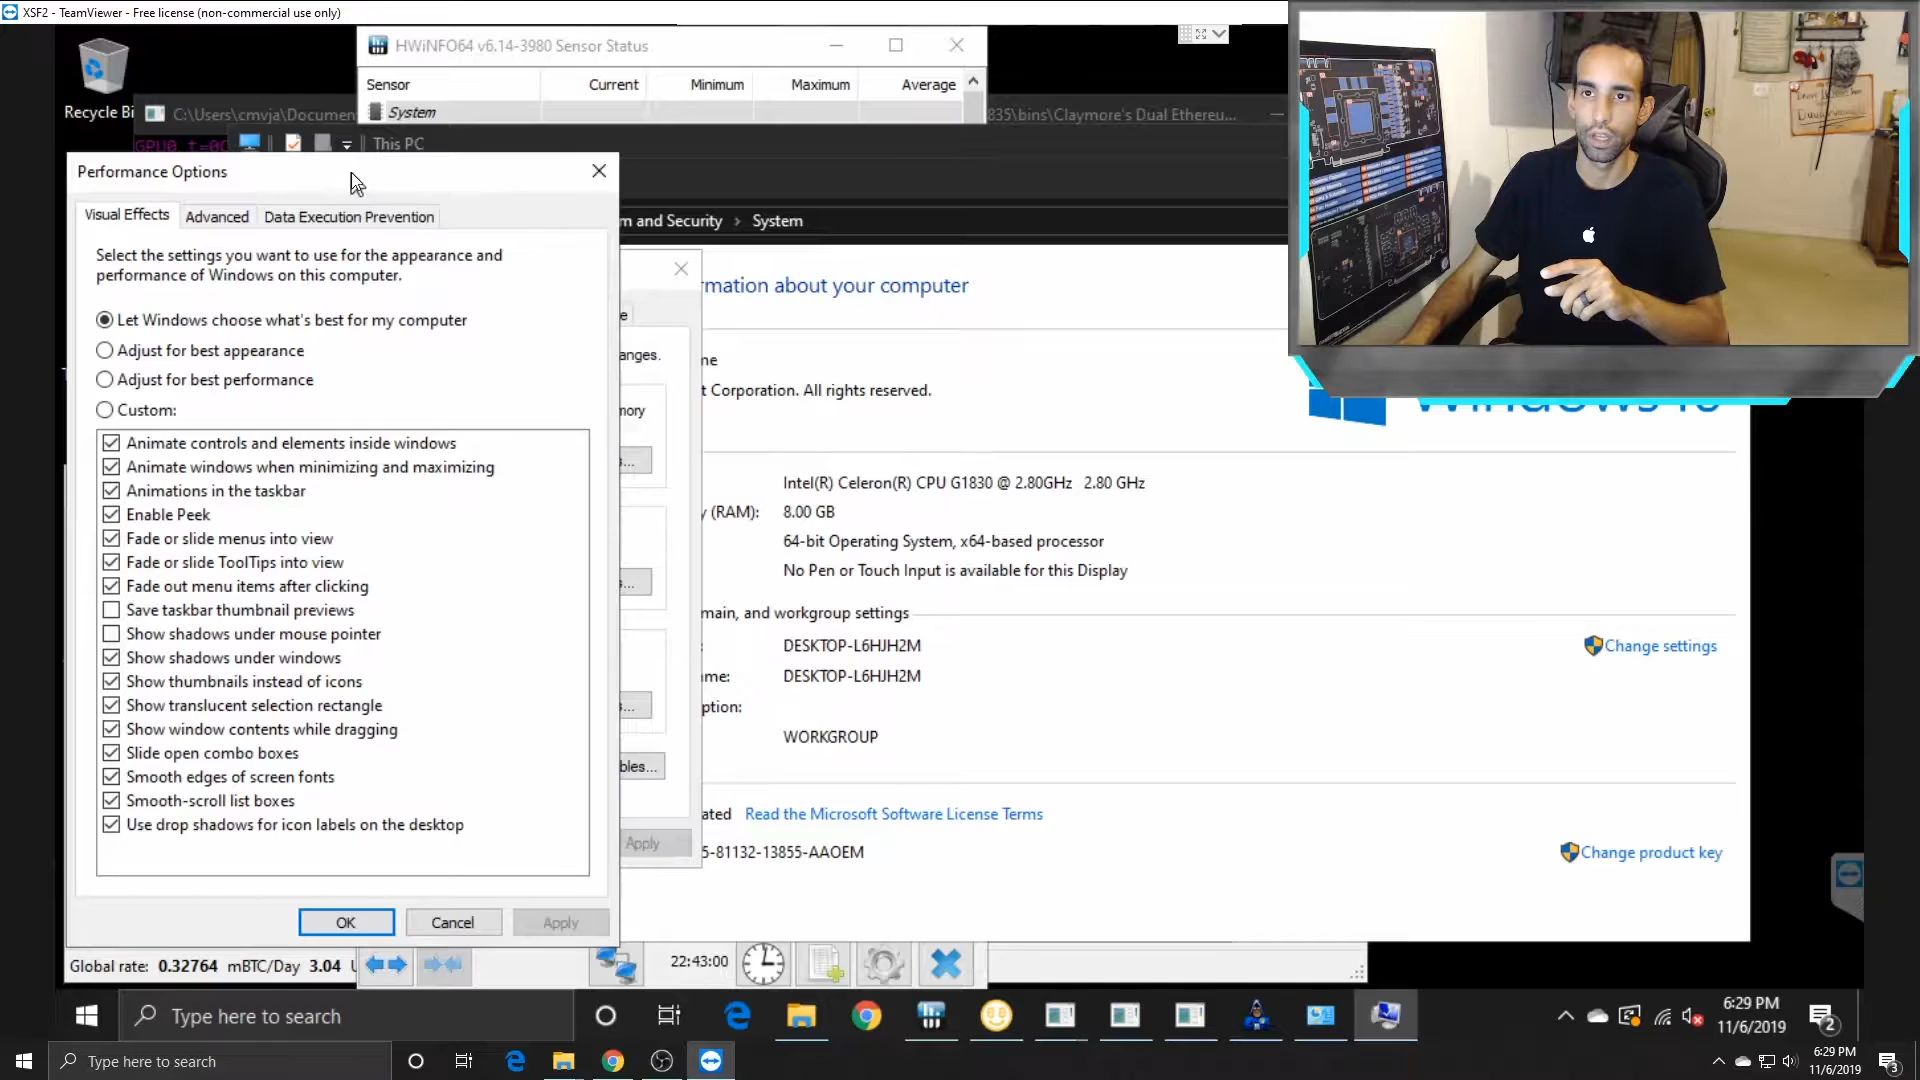 XSF2 - TeamViewer - Free license (non-commercial use only)
HWiNFO64 v6.14-3980 Sensor Status
Sensor Current Minimum Maximum Average
System
Recycle Bi
C:\Users\cmvja\Documen
835\bins\Claymore's Dual Ethereu...
GPU0 t=0C
This PC
Performance Options
Visual Effects Advanced Data Execution Prevention
m and Security > System
Select the settings you want to use for the appearance and
performance of Windows on this computer.
Let Windows choose what's best for my computer
Adjust for best appearance
Adjust for best performance
Custom:
Animate controls and elements inside windows
Animate windows when minimizing and maximizing
Animations in the taskbar
Enable Peek
Fade or slide menus into view
Fade or slide ToolTips into view
Fade out menu items after clicking
Save taskbar thumbnail previews
Show shadows under mouse pointer
Show shadows under windows
Show thumbnails instead of icons
Show translucent selection rectangle
Show window contents while dragging
Slide open combo boxes
Smooth edges of screen fonts
Smooth-scroll list boxes
Use drop shadows for icon labels on the desktop
OK Cancel Apply
e
anges.
mory
s...
s...
s...
bles...
Apply
rmation about your computer
me
t Corporation. All rights reserved.
Intel(R) Celeron(R) CPU G1830 @ 2.80GHz 2.80 GHz
y (RAM): 8.00 GB
64-bit Operating System, x64-based processor
No Pen or Touch Input is available for this Display
main, and workgroup settings
: DESKTOP-L6HJH2M
Change settings
me: DESKTOP-L6HJH2M
ption:
WORKGROUP
ated Read the Microsoft Software License Terms
5-81132-13855-AAOEM
Change product key
Global rate: 0.32764 mBTC/Day 3.04
22:43:00
Type here to search
6:29 PM
11/6/2019
2
Type here to search
6:29 PM
11/6/2019
3